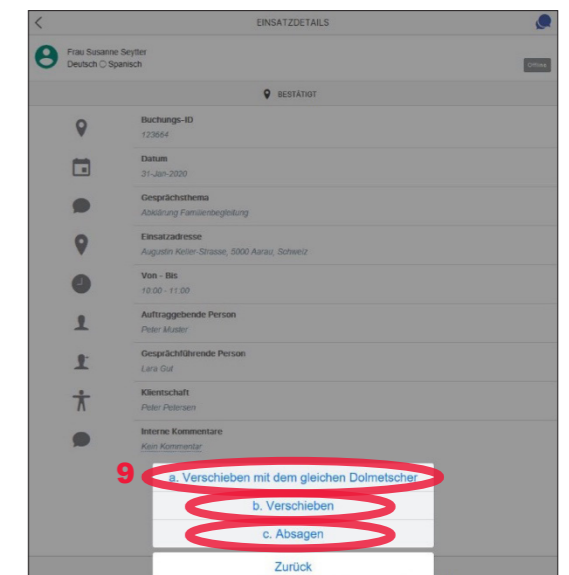 EINSATZDETAILS
Frau Susanne Seytter
Deutsch Spanisch
Offline
BESTÄTIGT
Buchungs-ID
123664
Datum
31-Jan-2020
Gesprächsthema
Abklärung Familienbegleitung
Einsatzadresse
Augustin Keller-Strasse, 5000 Aarau, Schweiz
Von - Bis
10:00 - 11:00
Auftraggebende Person
Peter Muster
Gesprächführende Person
Lara Gut
Klientschaft
Peter Petersen
Interne Kommentare
Kein Kommentar
9
a. Verschieben mit dem gleichen Dolmetscher
b. Verschieben
c. Absagen
Zurück